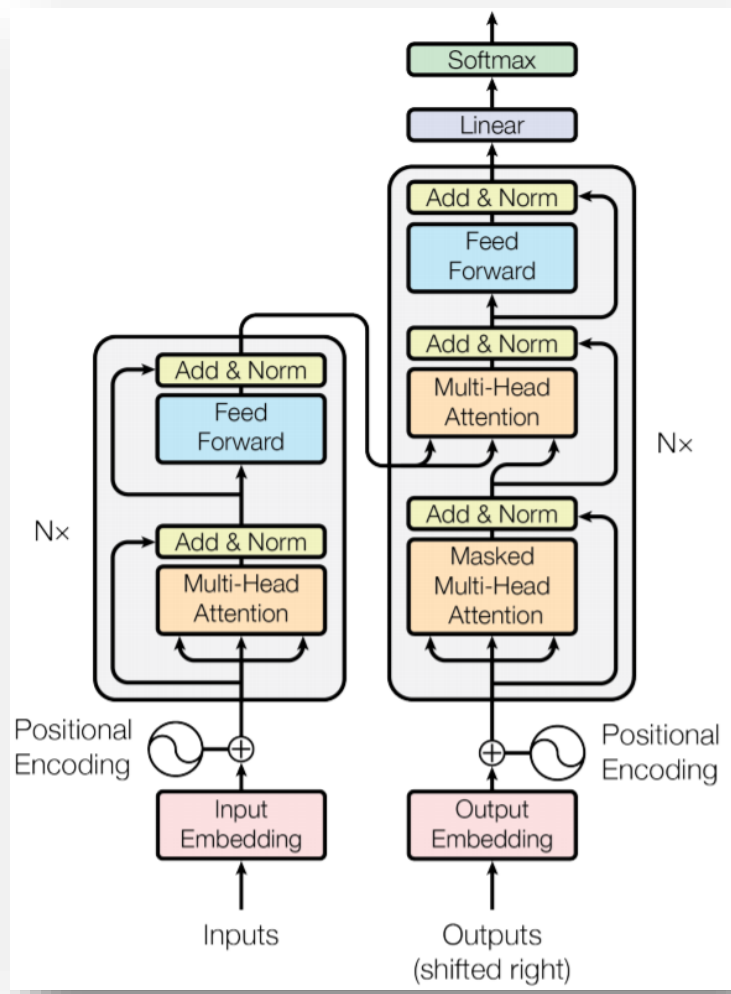 Softmax
Linear
Add & Norm
Feed
Forward
Add & Norm
Multi-Head
Attention
Nx
Add & Norm
Masked
Multi-Head
Attention
Positional
Encoding
Output
Embedding
Outputs
(shifted right)
Add & Norm
Feed
Forward
Nx
Add & Norm
Multi-Head
Attention
Positional
Encoding
Input
Embedding
Inputs